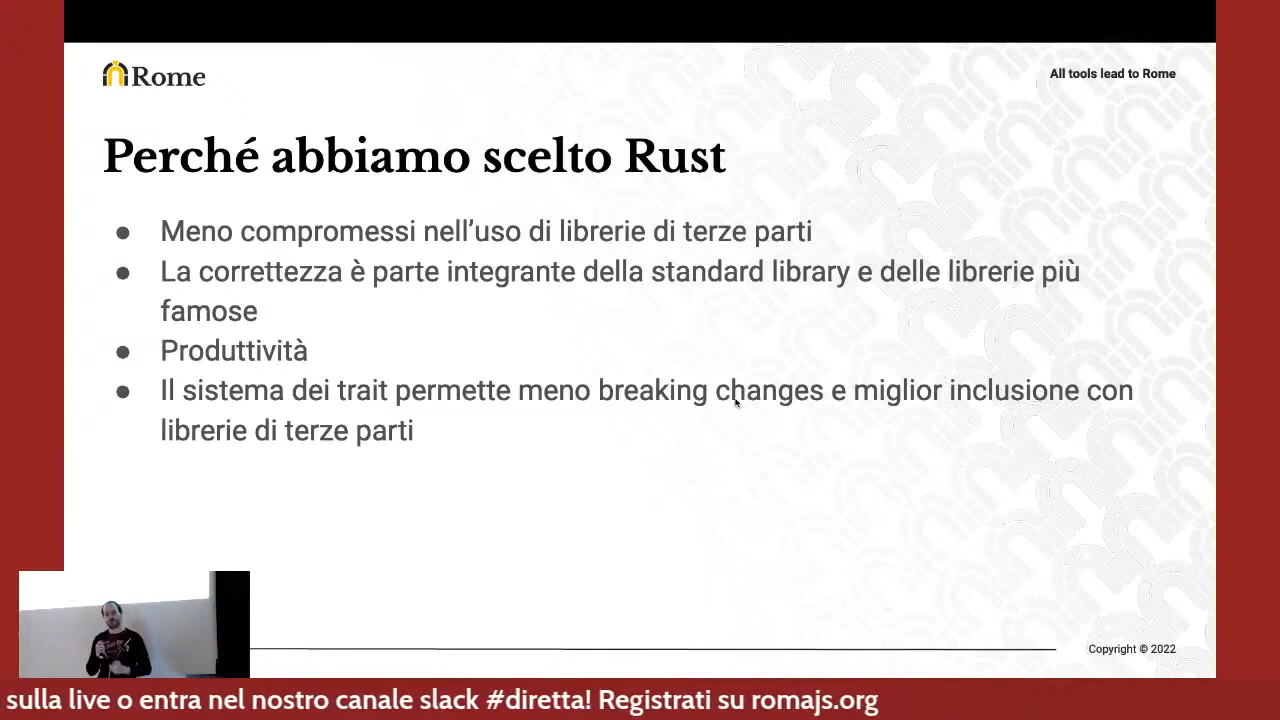 Rome
All tools lead to Rome
Perché abbiamo scelto Rust
● Meno compromessi nell’uso di librerie di terze parti
● La correttezza è parte integrante della standard library e delle librerie più
famose
● Produttività
● Il sistema dei trait permette meno breaking changes e miglior inclusione con
librerie di terze parti
Copyright © 2022
sulla live o entra nel nostro canale slack #diretta! Registrati su romajs.org